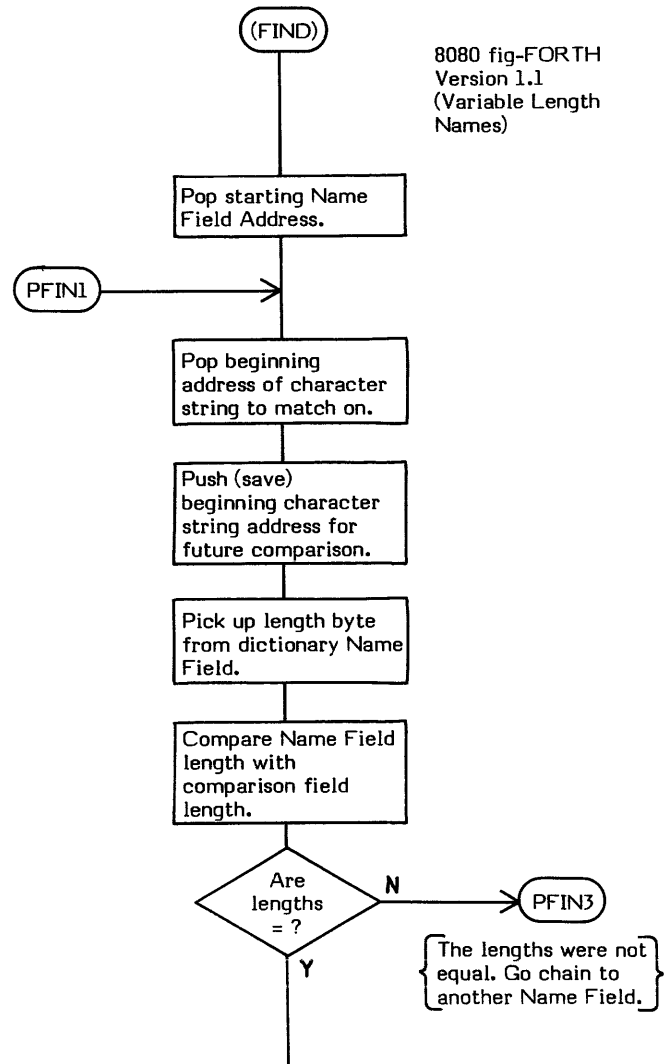 (FIND)
8080 fig-FORTH
Version 1.1
(Variable Length
Names)
Pop starting Name
Field Address.
PFIN1
Pop beginning
address of character
string to match on.
Push (save)
beginning character
string address for
future comparison.
Pick up length byte
from dictionary Name
Field.
Compare Name Field
length with
comparison field
length.
Are
lengths
= ?
N
PFIN3
Y
The lengths were not
equal. Go chain to
another Name Field.